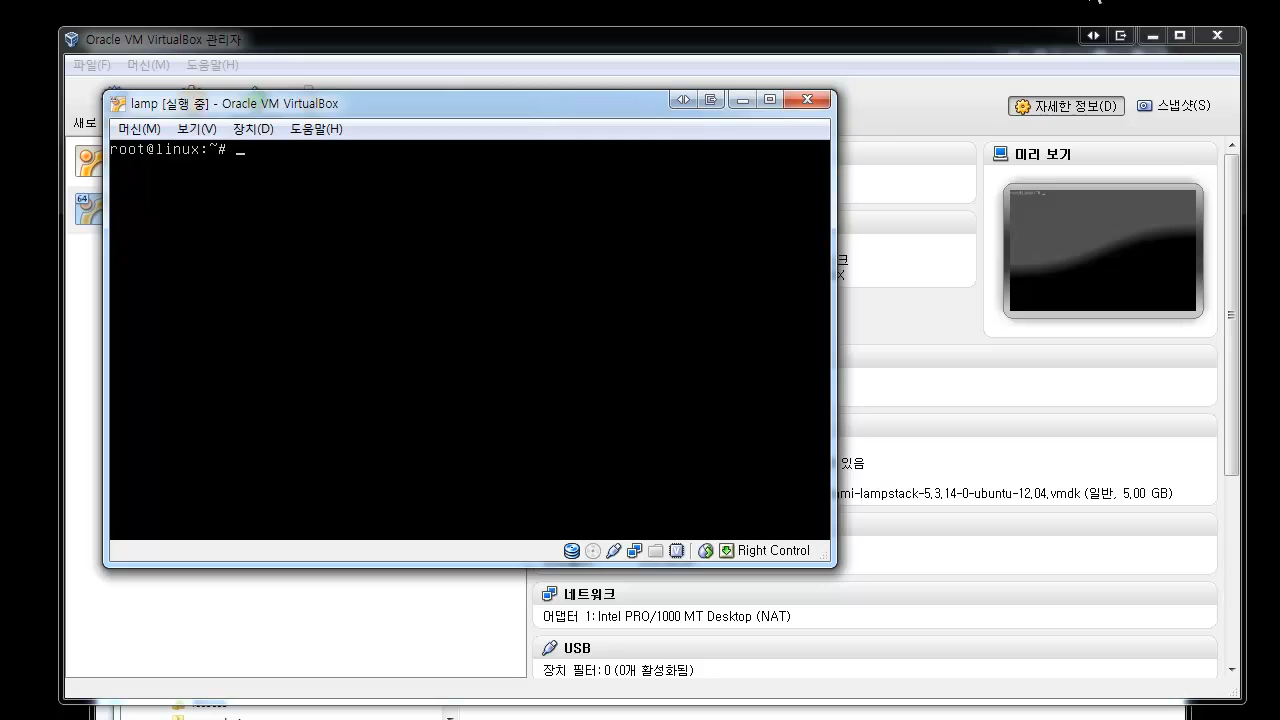 Oracle VM VirtualBox 관리자
파일(F) 머신(M) 도움말(H)
새로
자세한 정보(D) 스냅샷(S)
lamp [실행 중] - Oracle VM VirtualBox
머신(M) 보기(V) 장치(D) 도움말(H)
root@linux:~# _
64
미리 보기
크
X
있음
mi-lampstack-5.3.14-0-ubuntu-12.04.vmdk (일반, 5.00 GB)
Right Control
네트워크
어댑터 1: Intel PRO/1000 MT Desktop (NAT)
USB
장치 필터: 0 (0개 활성화됨)